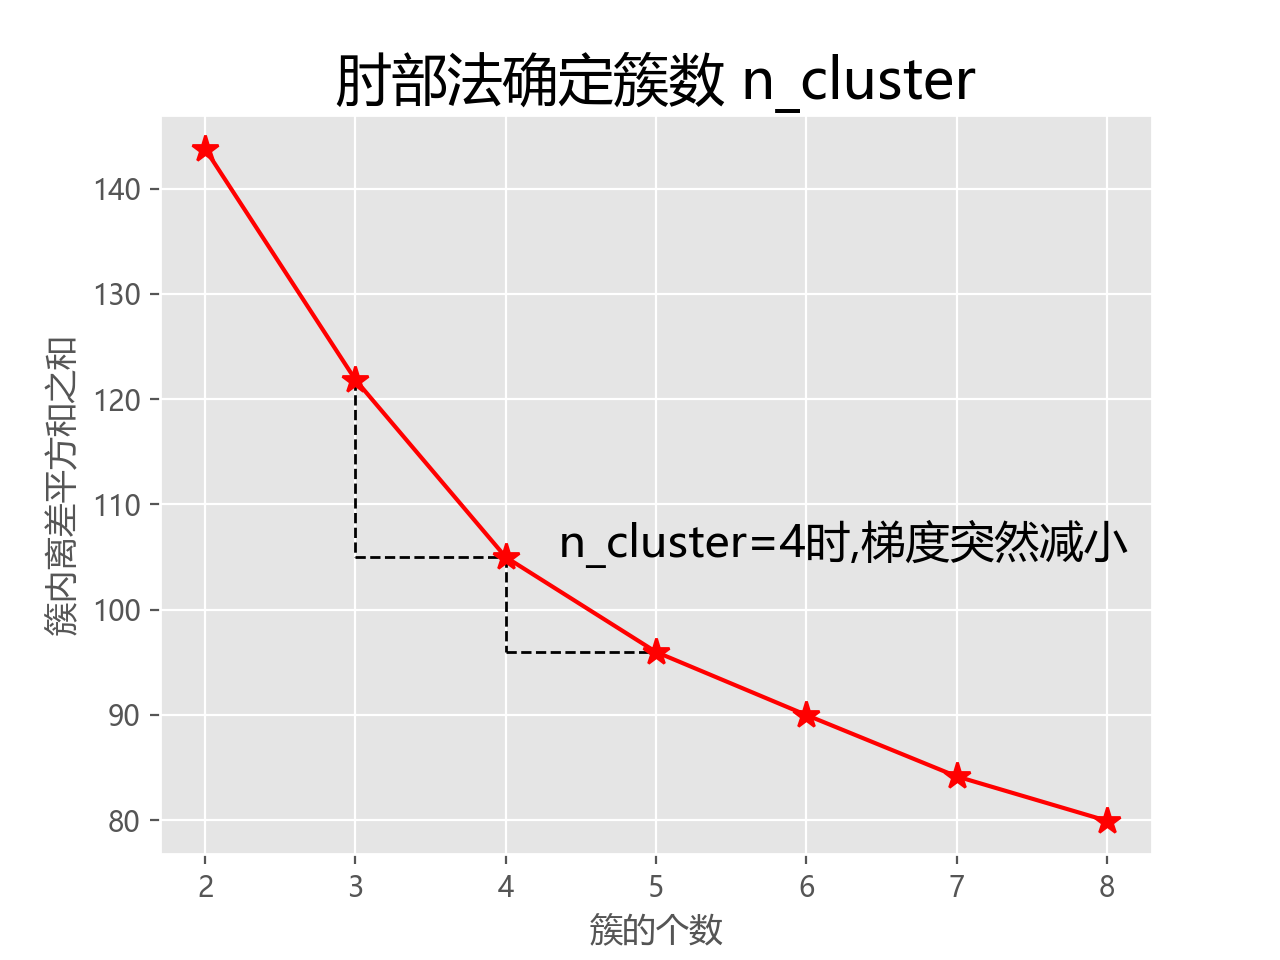 肘部法确定簇数 n_cluster
140
130
120
110
100
90
80
簇内离差平方和之和
n_cluster=4时,梯度突然减小
2 3 4 5 6 7 8
簇的个数